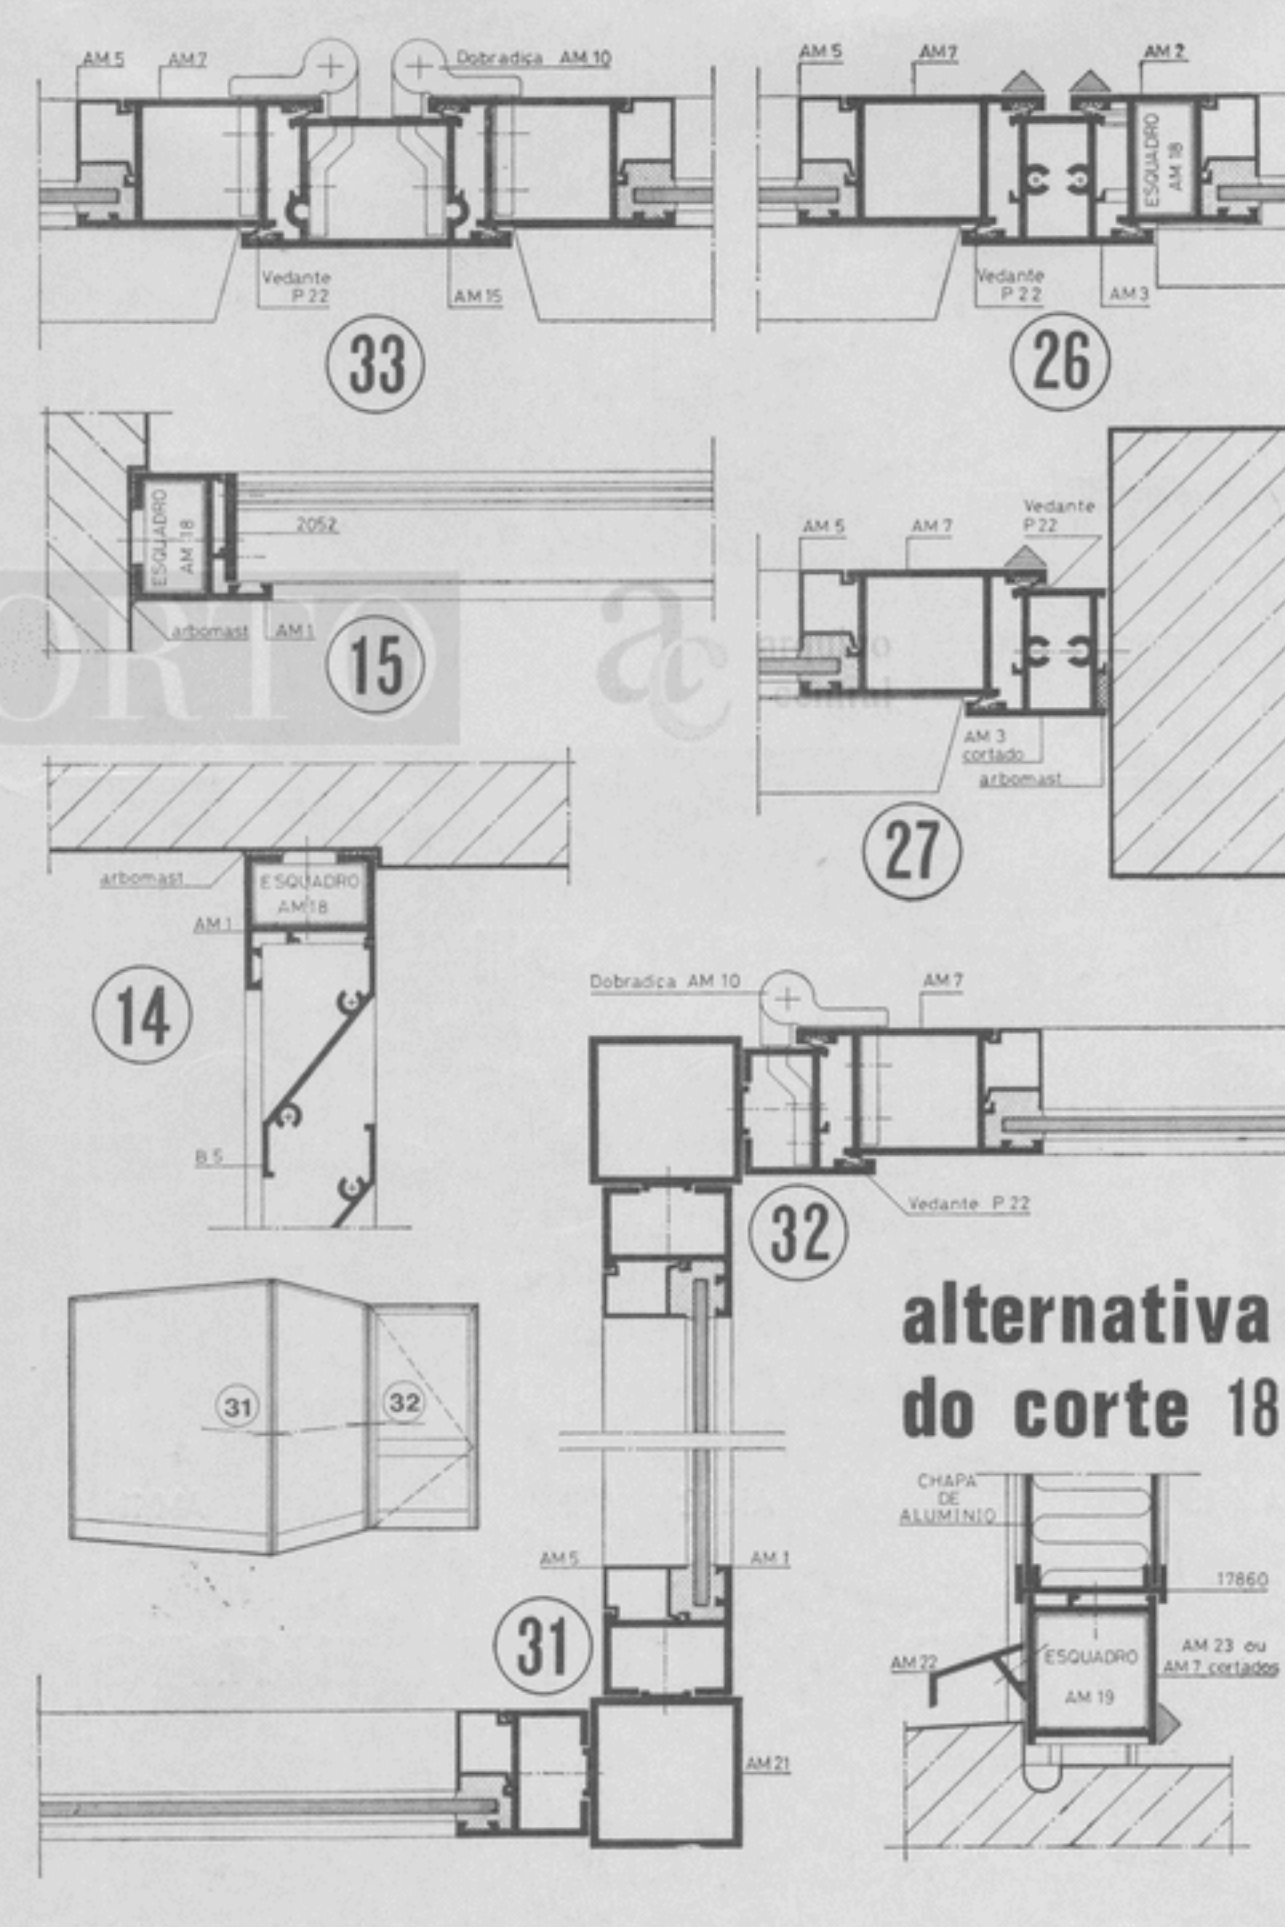 AM 5
AM 7
Dobradiça AM 10
Vedante
P 22
AM 15
33
AM 5
AM 7
AM 2
ESQUADRO
AM 18
Vedante
P 22
AM 3
26
ESQUADRO
AM 18
2052
arbomast
AM 1
15
AM 5
AM 7
Vedante
P 22
AM 3
cortado
arbomast
27
PORTO
ac
arquivo
central
arbomast
ESQUADRO
AM 18
AM 1
14
B 5
Dobradiça AM 10
AM 7
Vedante P 22
32
31
32
alternativa
do corte 18
AM 5
AM 1
31
AM 21
CHAPA
DE
ALUMINIO
17860
AM 22
ESQUADRO
AM 19
AM 23 ou
AM 7 cortados